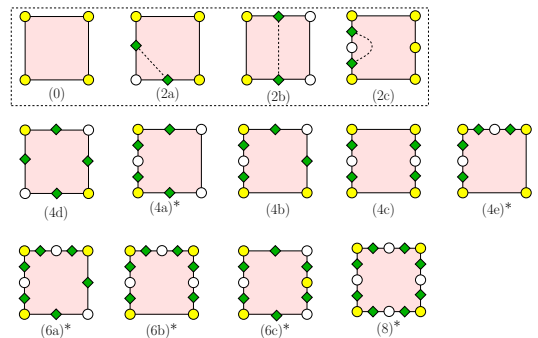 (0) (2a) (2b) (2c)
(4d) (4a)* (4b) (4c) (4e)*
(6a)* (6b)* (6c)* (8)*